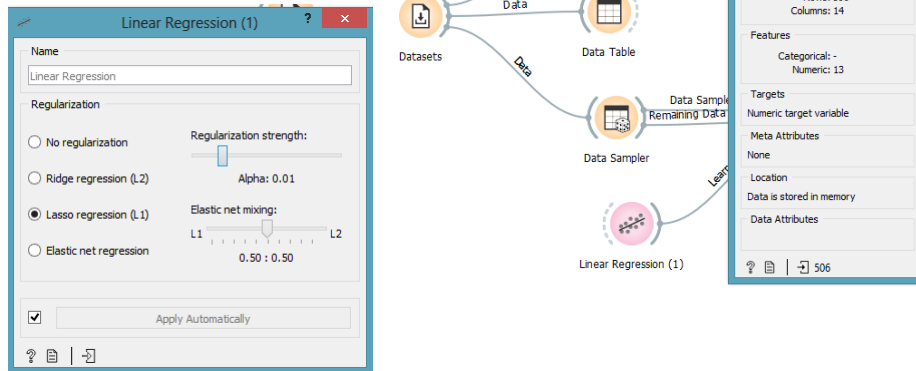 Linear Regression (1)
?
×
Name
Linear Regression
Regularization
No regularization
Ridge regression (L2)
Lasso regression (L1)
Elastic net regression
Regularization strength:
Alpha: 0.01
Elastic net mixing:
L1
L2
0.50 : 0.50
Apply Automatically
?
Data
Datasets
Data Table
Data
Data Sample
Remaining Data
Data Sampler
Learn
Linear Regression (1)
Columns: 14
Features
Categorical: -
Numeric: 13
Targets
Numeric target variable
Meta Attributes
None
Location
Data is stored in memory
Data Attributes
?
506